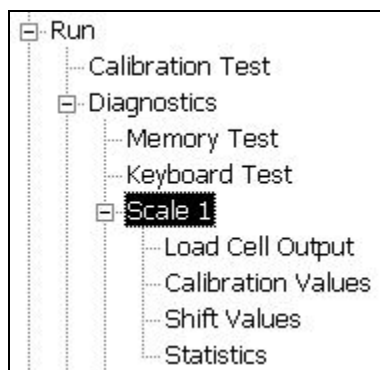 Run
Calibration Test
Diagnostics
Memory Test
Keyboard Test
Scale 1
Load Cell Output
Calibration Values
Shift Values
Statistics